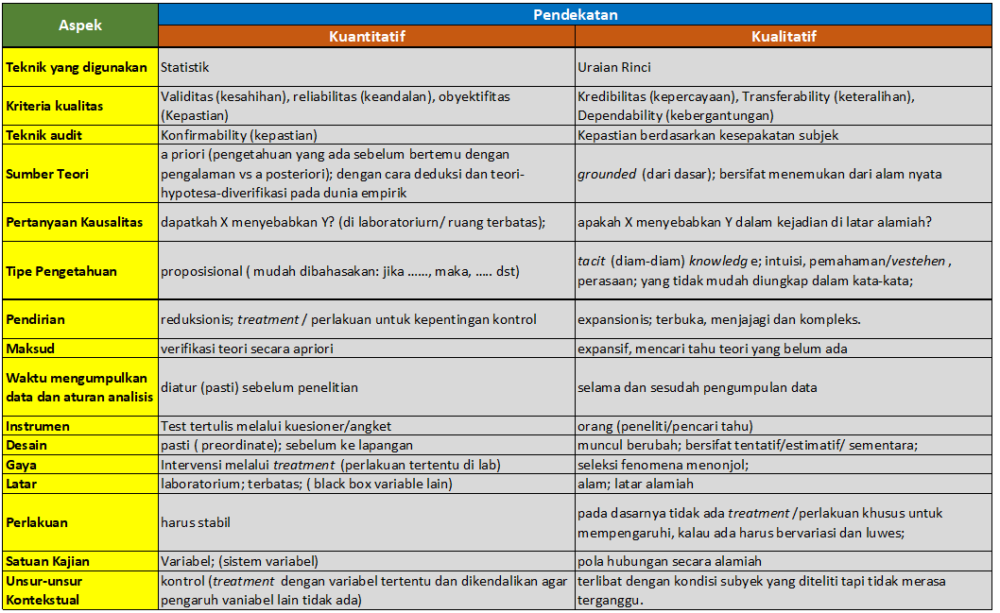 Aspek
Pendekatan
Kuantitatif
Kualitatif
Teknik yang digunakan
Statistik
Uraian Rinci
Kriteria kualitas
Validitas (kesahihan), reliabilitas (keandalan), obyektifitas
(Kepastian)
Kredibilitas (kepercayaan), Transferability (keteralihan),
Dependability (kebergantungan)
Teknik audit
Konfirmability (kepastian)
Kepastian berdasarkan kesepakatan subjek
Sumber Teori
a priori (pengetahuan yang ada sebelum bertemu dengan
pengalaman vs a posteriori); dengan cara deduksi dan teori-
hypotesa-diverifikasi pada dunia empirik
grounded (dari dasar); bersifat menemukan dari alam nyata
Pertanyaan Kausalitas
dapatkah X menyebabkan Y? (di laboratoriurn/ ruang terbatas);
apakah X menyebabkan Y dalam kejadian di latar alamiah?
Tipe Pengetahuan
proposisional ( mudah dibahasakan: jika ......, maka, ..... dst)
tacit (diam-diam) knowledg e; intuisi, pemahaman/vestehen ,
perasaan; yang tidak mudah diungkap dalam kata-kata;
Pendirian
reduksionis; treatment / perlakuan untuk kepentingan kontrol
expansionis; terbuka, menjajagi dan kompleks.
Maksud
verifikasi teori secara apriori
expansif, mencari tahu teori yang belum ada
Waktu mengumpulkan
data dan aturan analisis
diatur (pasti) sebelum penelitian
selama dan sesudah pengumpulan data
Instrumen
Test tertulis melalui kuesioner/angket
orang (peneliti/pencari tahu)
Desain
pasti ( preordinate); sebelum ke lapangan
muncul berubah; bersifat tentatif/estimatif/ sementara;
Gaya
Intervensi melalui treatment (perlakuan tertentu di lab)
seleksi fenomena menonjol;
Latar
laboratorium; terbatas; ( black box variable lain)
alam; latar alamiah
Perlakuan
harus stabil
pada dasarnya tidak ada treatment /perlakuan khusus untuk
mempengaruhi, kalau ada harus bervariasi dan luwes;
Satuan Kajian
Variabel; (sistem variabel)
pola hubungan secara alamiah
Unsur-unsur
Kontekstual
kontrol (treatment dengan variabel tertentu dan dikendalikan agar
pengaruh vaniabel lain tidak ada)
terlibat dengan kondisi subyek yang diteliti tapi tidak merasa
terganggu.